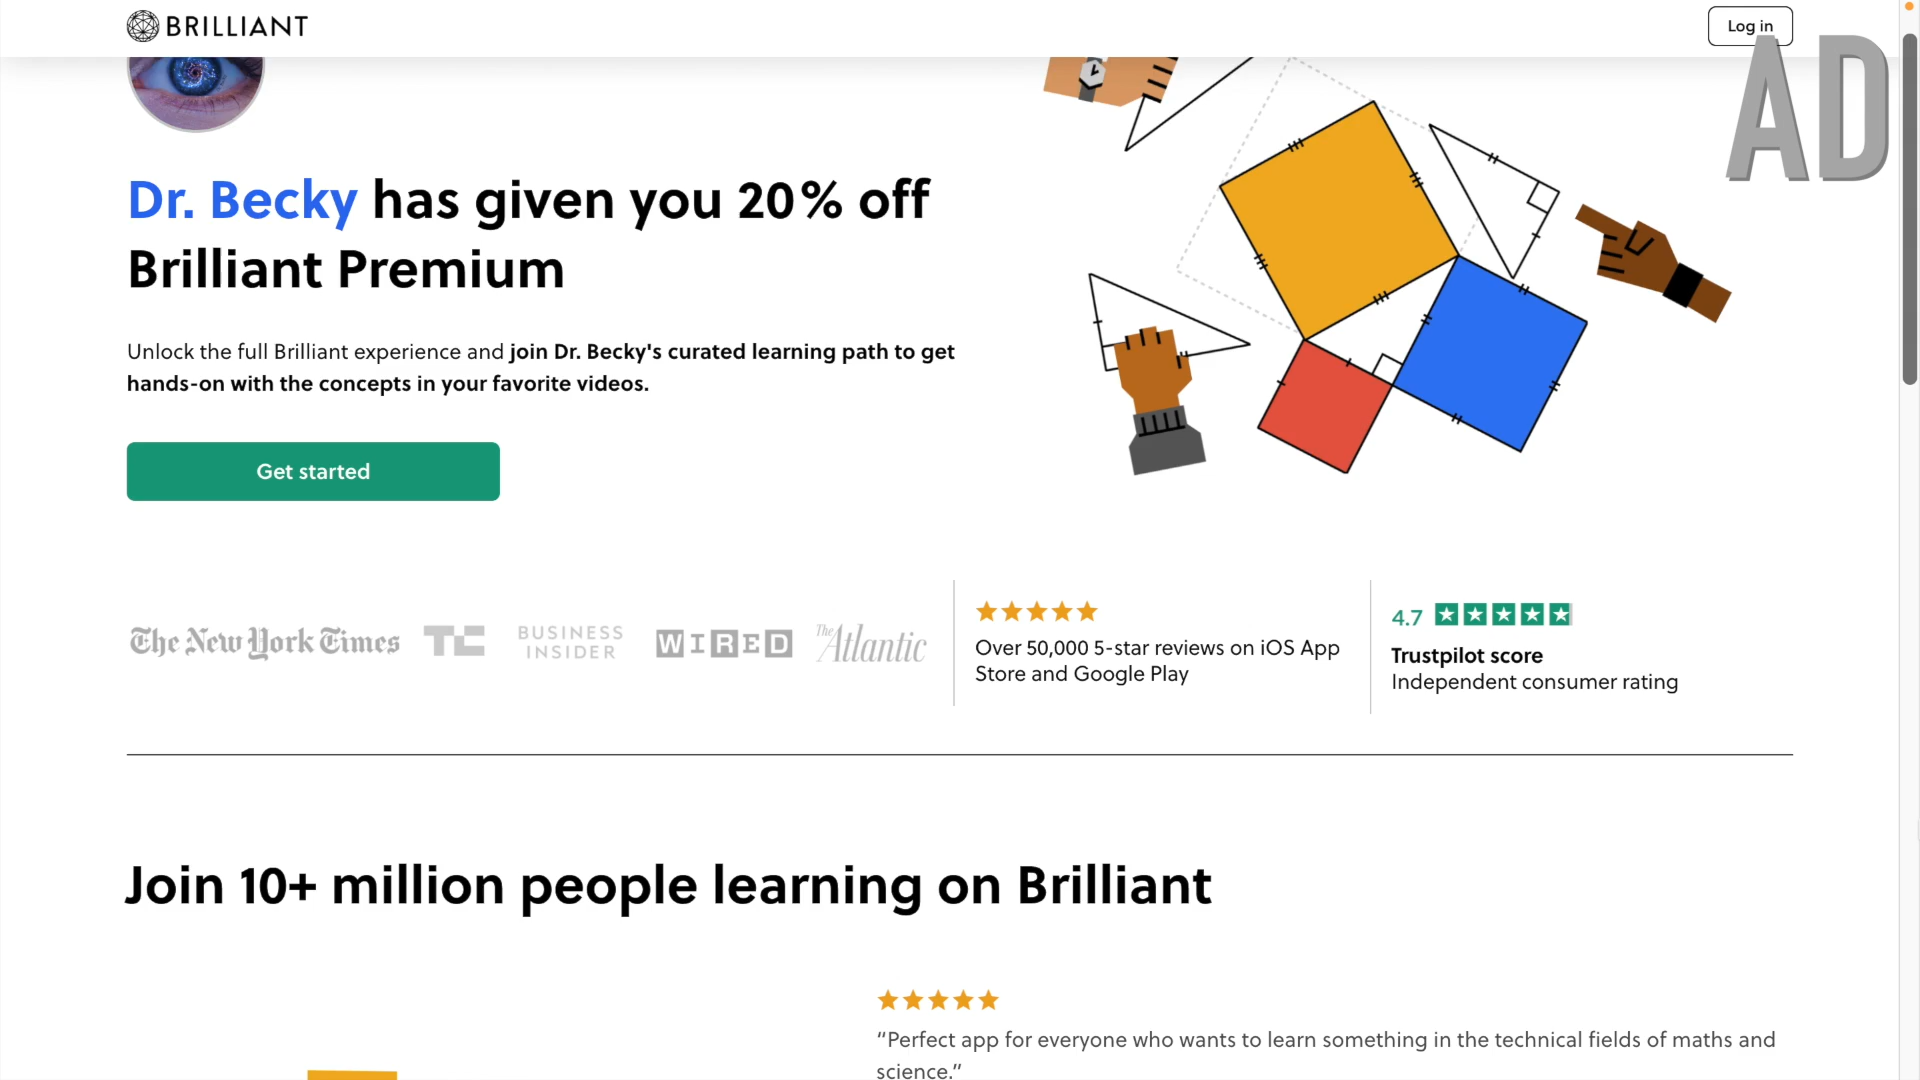 BRILLIANT
Log in
AD
Dr. Becky has given you 20% off
Brilliant Premium
Unlock the full Brilliant experience and join Dr. Becky's curated learning path to get
hands-on with the concepts in your favorite videos.
Get started
The New York Times
TC
BUSINESS
INSIDER
WIRED
The Atlantic
Over 50,000 5-star reviews on iOS App
Store and Google Play
4.7
Trustpilot score
Independent consumer rating
Join 10+ million people learning on Brilliant
“Perfect app for everyone who wants to learn something in the technical fields of maths and
science.”